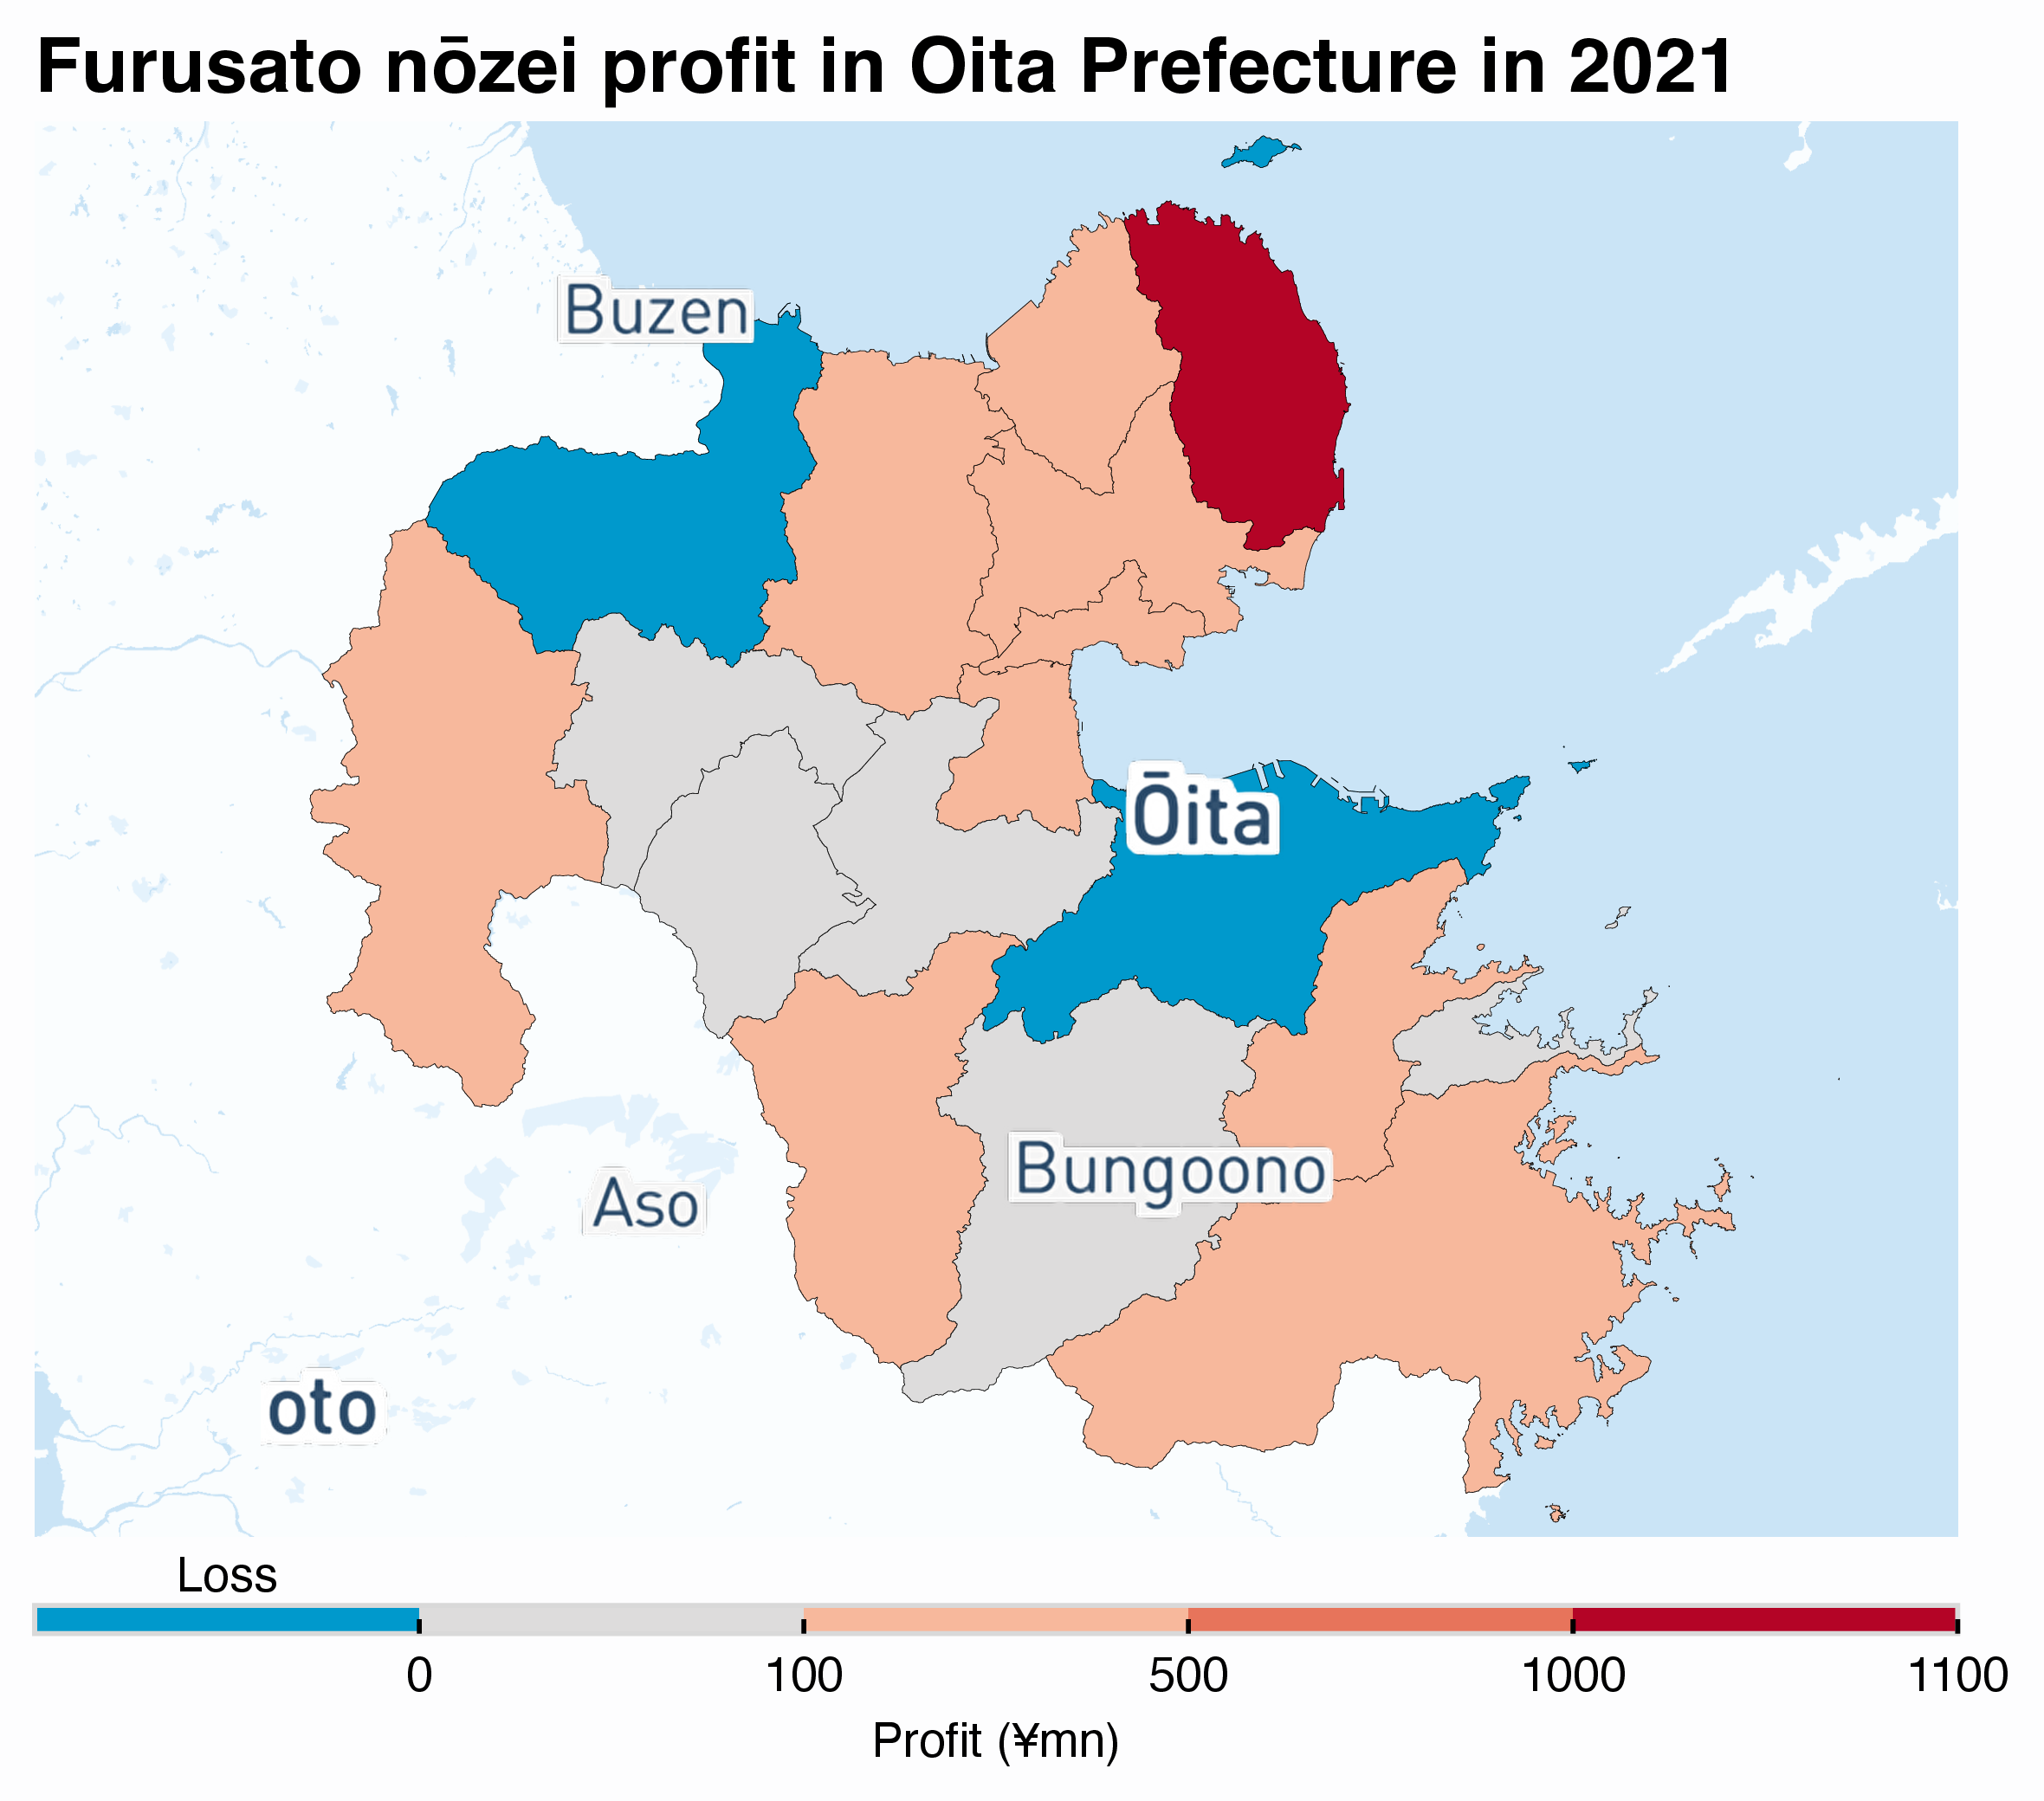 Furusato nōzei profit in Oita Prefecture in 2021
Buzen
Ōita
Bungoono
Aso
oto
Loss
0 100 500 1000 1100
Profit (¥mn)